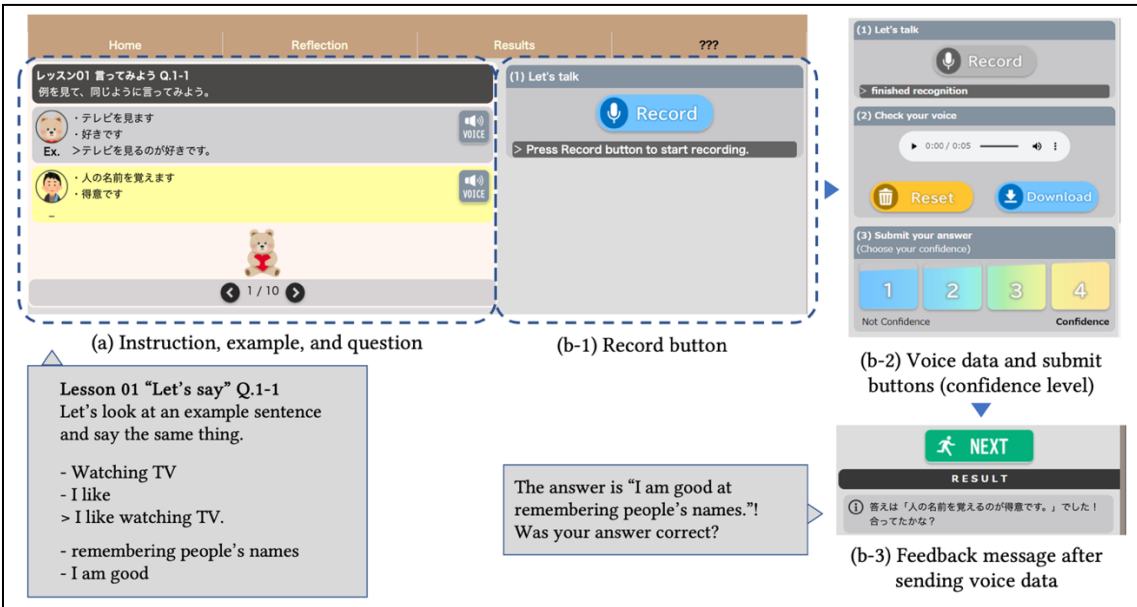 Home
Reflection
Results
???
レッスン01 言ってみよう Q.1-1
例を見て、同じように言ってみよう。
・テレビを見ます
・好きです
Ex. >テレビを見るのが好きです。
VOICE
・人の名前を覚えます
・得意です
_
VOICE
1 / 10
(1) Let's talk
Record
> Press Record button to start recording.
(a) Instruction, example, and question
(b-1) Record button
(1) Let's talk
Record
> finished recognition
(2) Check your voice
0:00 / 0:05
Reset
Download
(3) Submit your answer
(Choose your confidence)
1 2 3 4
Not Confidence
Confidence
(b-2) Voice data and submit
buttons (confidence level)
Lesson 01 “Let’s say” Q.1-1
Let’s look at an example sentence
and say the same thing.
- Watching TV
- I like
> I like watching TV.
- remembering people’s names
- I am good
The answer is “I am good at
remembering people’s names.”!
Was your answer correct?
NEXT
RESULT
答えは「人の名前を覚えるのが得意です。」でした！
合ってたかな？
(b-3) Feedback message after
sending voice data